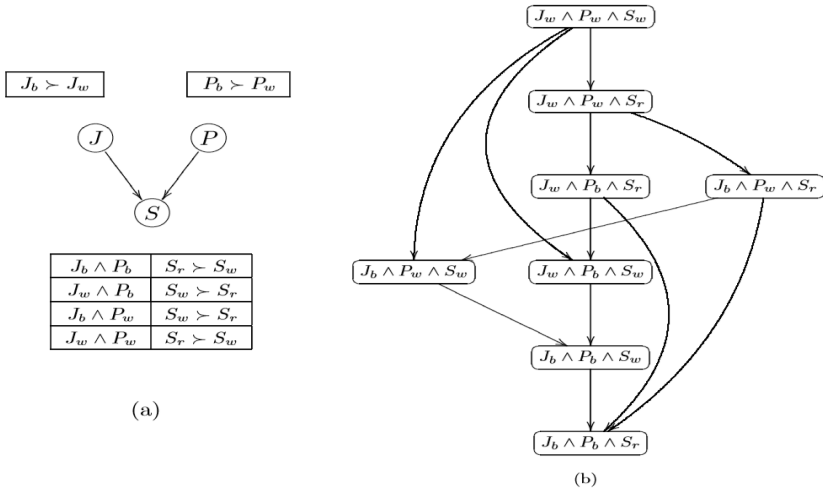 J_b ≻ J_w
P_b ≻ P_w
J
P
S
J_b ∧ P_b S_r ≻ S_w
J_w ∧ P_b S_w ≻ S_r
J_b ∧ P_w S_w ≻ S_r
J_w ∧ P_w S_r ≻ S_w
(a)
J_w ∧ P_w ∧ S_w
J_w ∧ P_w ∧ S_r
J_w ∧ P_b ∧ S_r
J_b ∧ P_w ∧ S_r
J_b ∧ P_w ∧ S_w
J_w ∧ P_b ∧ S_w
J_b ∧ P_b ∧ S_w
J_b ∧ P_b ∧ S_r
(b)